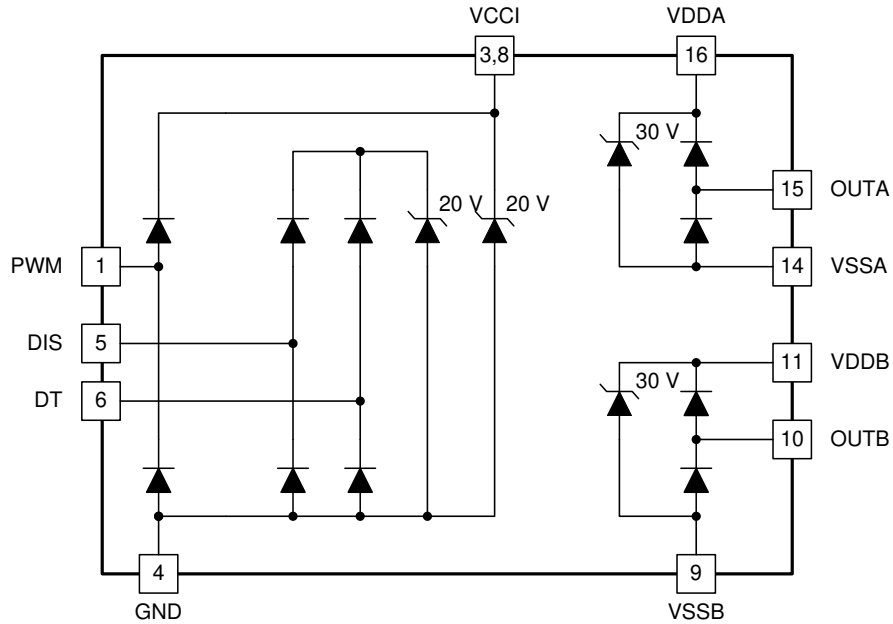 VCCI
VDDA
3,8
16
30 V
15
OUTA
20 V
20 V
PWM
1
14
VSSA
DIS
5
11
VDDB
30 V
DT
6
10
OUTB
4
9
GND
VSSB